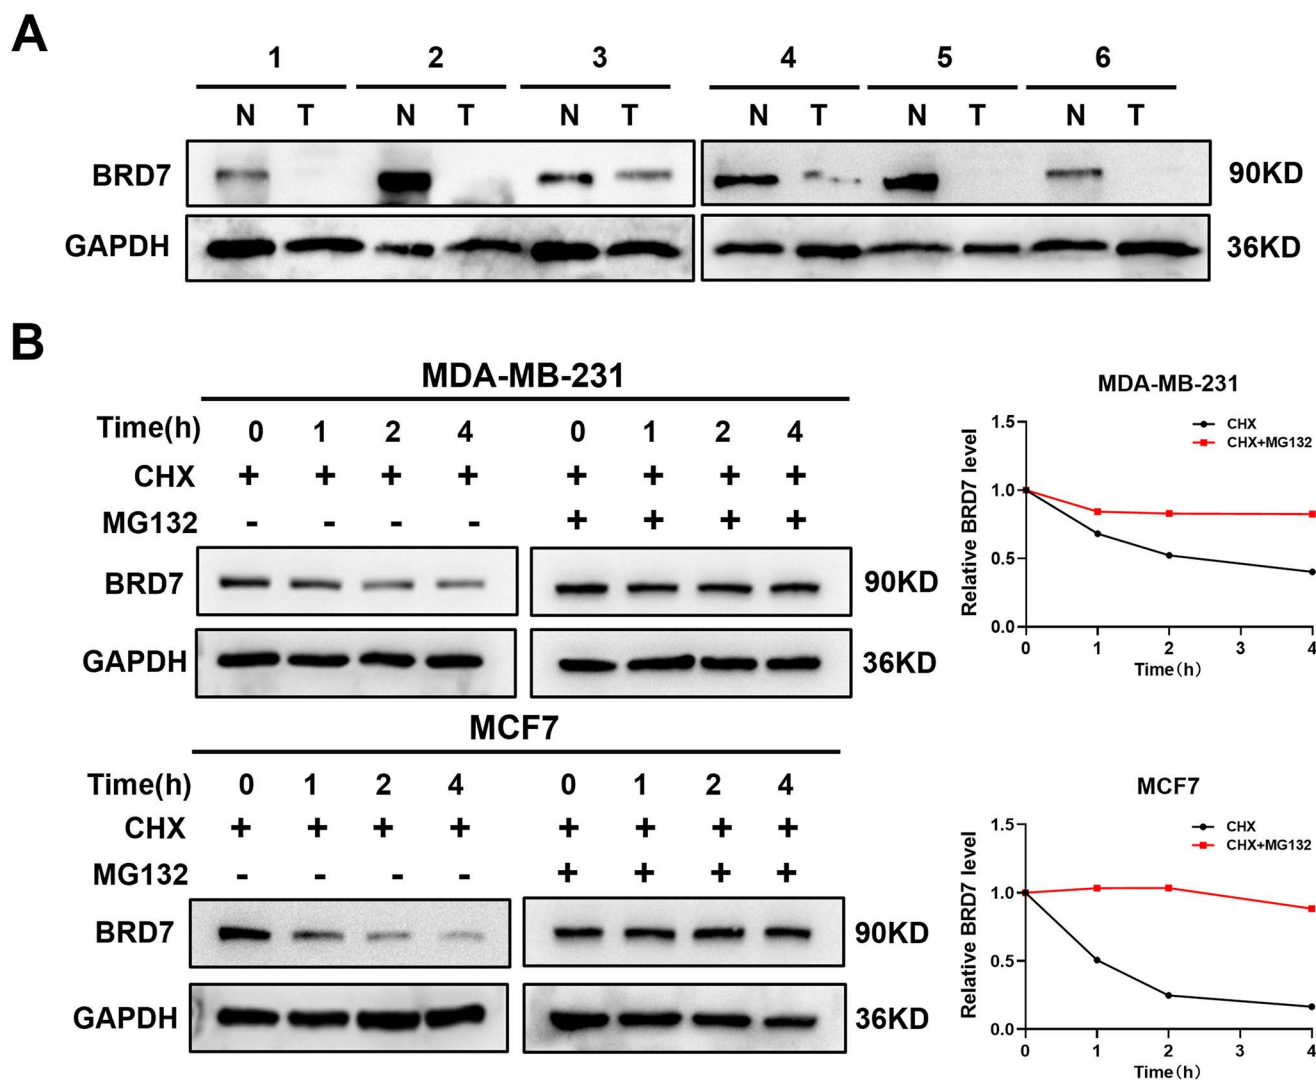 A
1 2 3 4 5 6
N T N T N T N T N T N T
BRD7 90KD
GAPDH 36KD
B
MDA-MB-231
Time(h) 0 1 2 4 0 1 2 4
CHX + + + + + + + +
MG132 - - - - + + + +
BRD7 90KD
GAPDH 36KD
MDA-MB-231
CHX
CHX+MG132
Relative BRD7 level
1.5
1.0
0.5
0.0
0 1 2 3 4
Time(h)
MCF7
Time(h) 0 1 2 4 0 1 2 4
CHX + + + + + + + +
MG132 - - - - + + + +
BRD7 90KD
GAPDH 36KD
MCF7
CHX
CHX+MG132
Relative BRD7 level
1.5
1.0
0.5
0.0
0 1 2 3 4
Time(h)